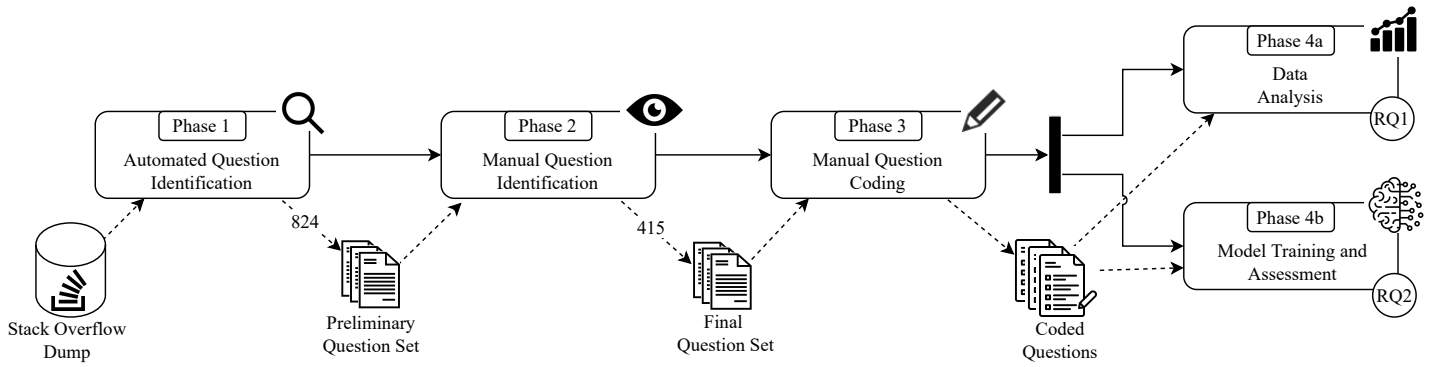 Phase 1
Automated Question
Identification
Phase 2
Manual Question
Identification
Phase 3
Manual Question
Coding
Phase 4a
Data
Analysis
RQ1
Phase 4b
Model Training and
Assessment
RQ2
824
415
Stack Overflow
Dump
Preliminary
Question Set
Final
Question Set
Coded
Questions